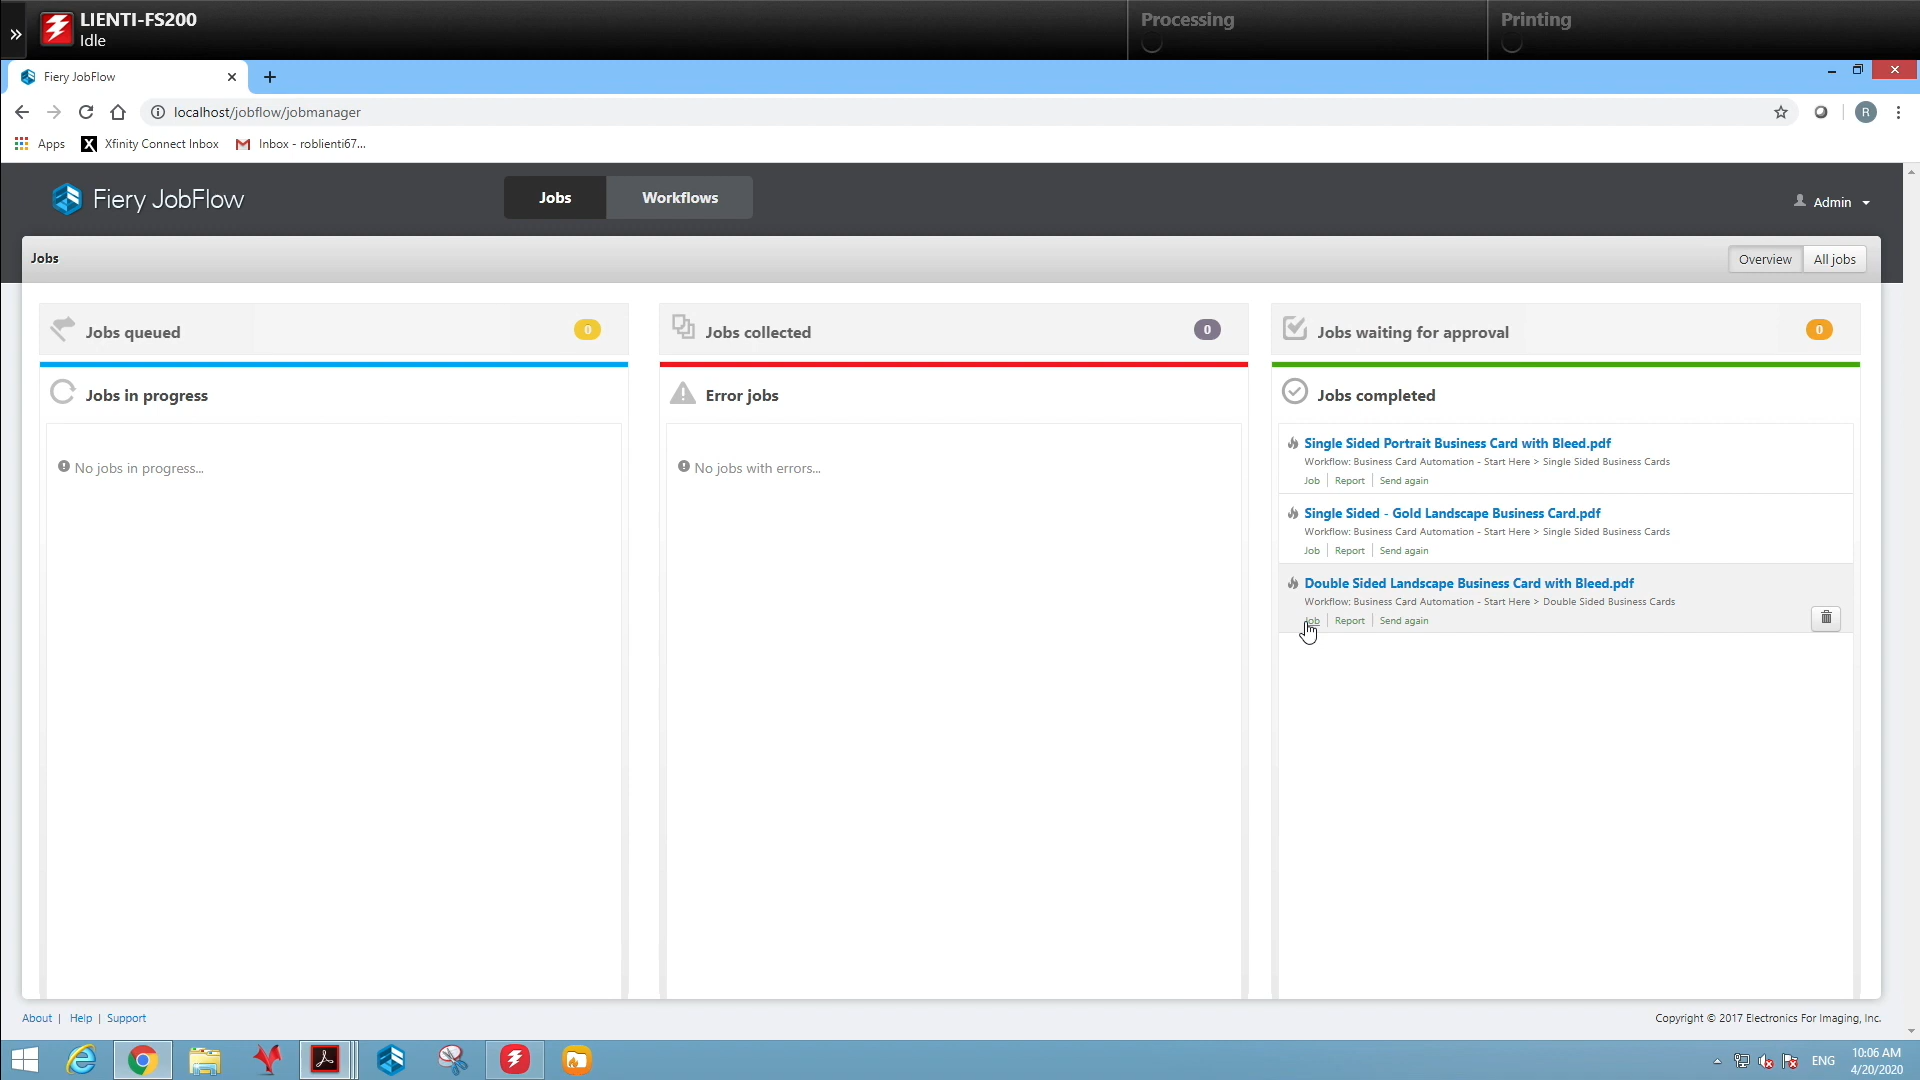 LIENTI-FS200
Idle
Processing
Printing
Fiery JobFlow
localhost/jobflow/jobmanager
R
Apps
Xfinity Connect Inbox
Inbox - roblienti67...
Fiery JobFlow
Jobs
Workflows
Admin
Jobs
Overview
All jobs
Jobs queued
0
Jobs collected
0
Jobs waiting for approval
0
Jobs in progress
Error jobs
Jobs completed
No jobs in progress...
No jobs with errors...
Single Sided Portrait Business Card with Bleed.pdf
Workflow: Business Card Automation - Start Here > Single Sided Business Cards
Job | Report | Send again
Single Sided - Gold Landscape Business Card.pdf
Workflow: Business Card Automation - Start Here > Single Sided Business Cards
Job | Report | Send again
Double Sided Landscape Business Card with Bleed.pdf
Workflow: Business Card Automation - Start Here > Double Sided Business Cards
Job | Report | Send again
About | Help | Support
Copyright © 2017 Electronics For Imaging, Inc.
ENG
10:06 AM
4/20/2020